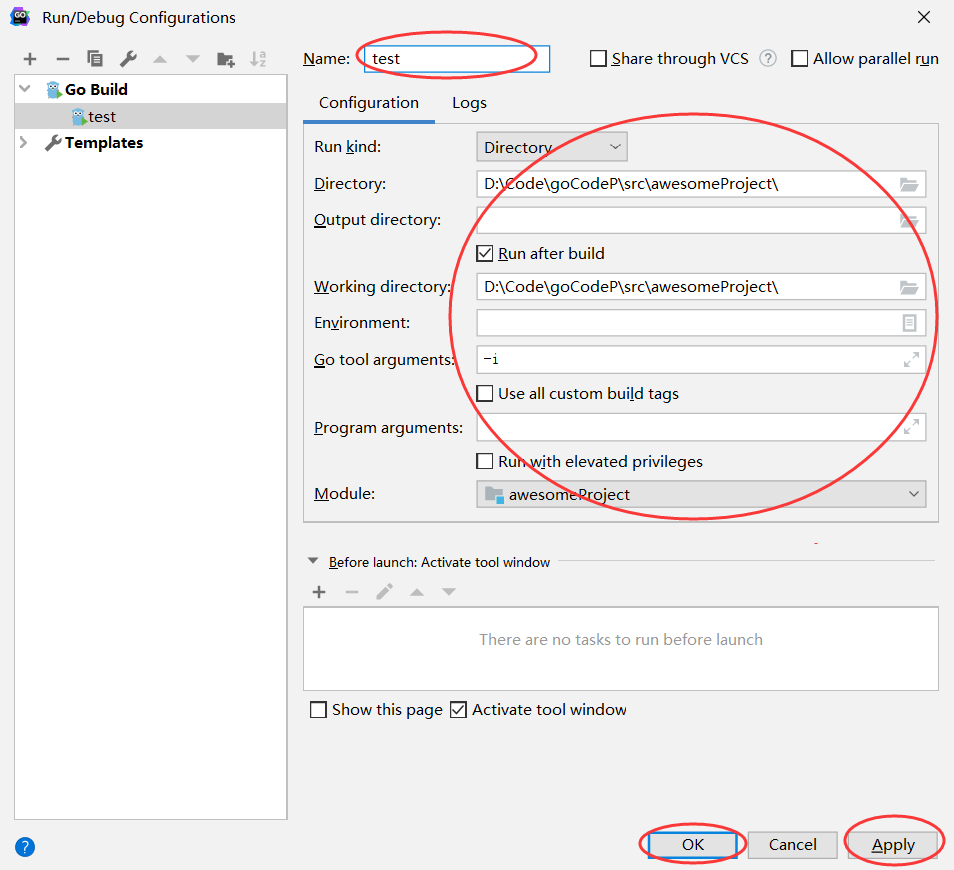 Run/Debug Configurations
Name: test Share through VCS ? Allow parallel run
Go Build
test
Templates
Configuration Logs
Run kind: Directory
Directory: D:\Code\goCodeP\src\awesomeProject\
Output directory:
Run after build
Working directory: D:\Code\goCodeP\src\awesomeProject\
Environment:
Go tool arguments: -i
Use all custom build tags
Program arguments:
Run with elevated privileges
Module: awesomeProject
Before launch: Activate tool window
There are no tasks to run before launch
Show this page Activate tool window
? OK Cancel Apply